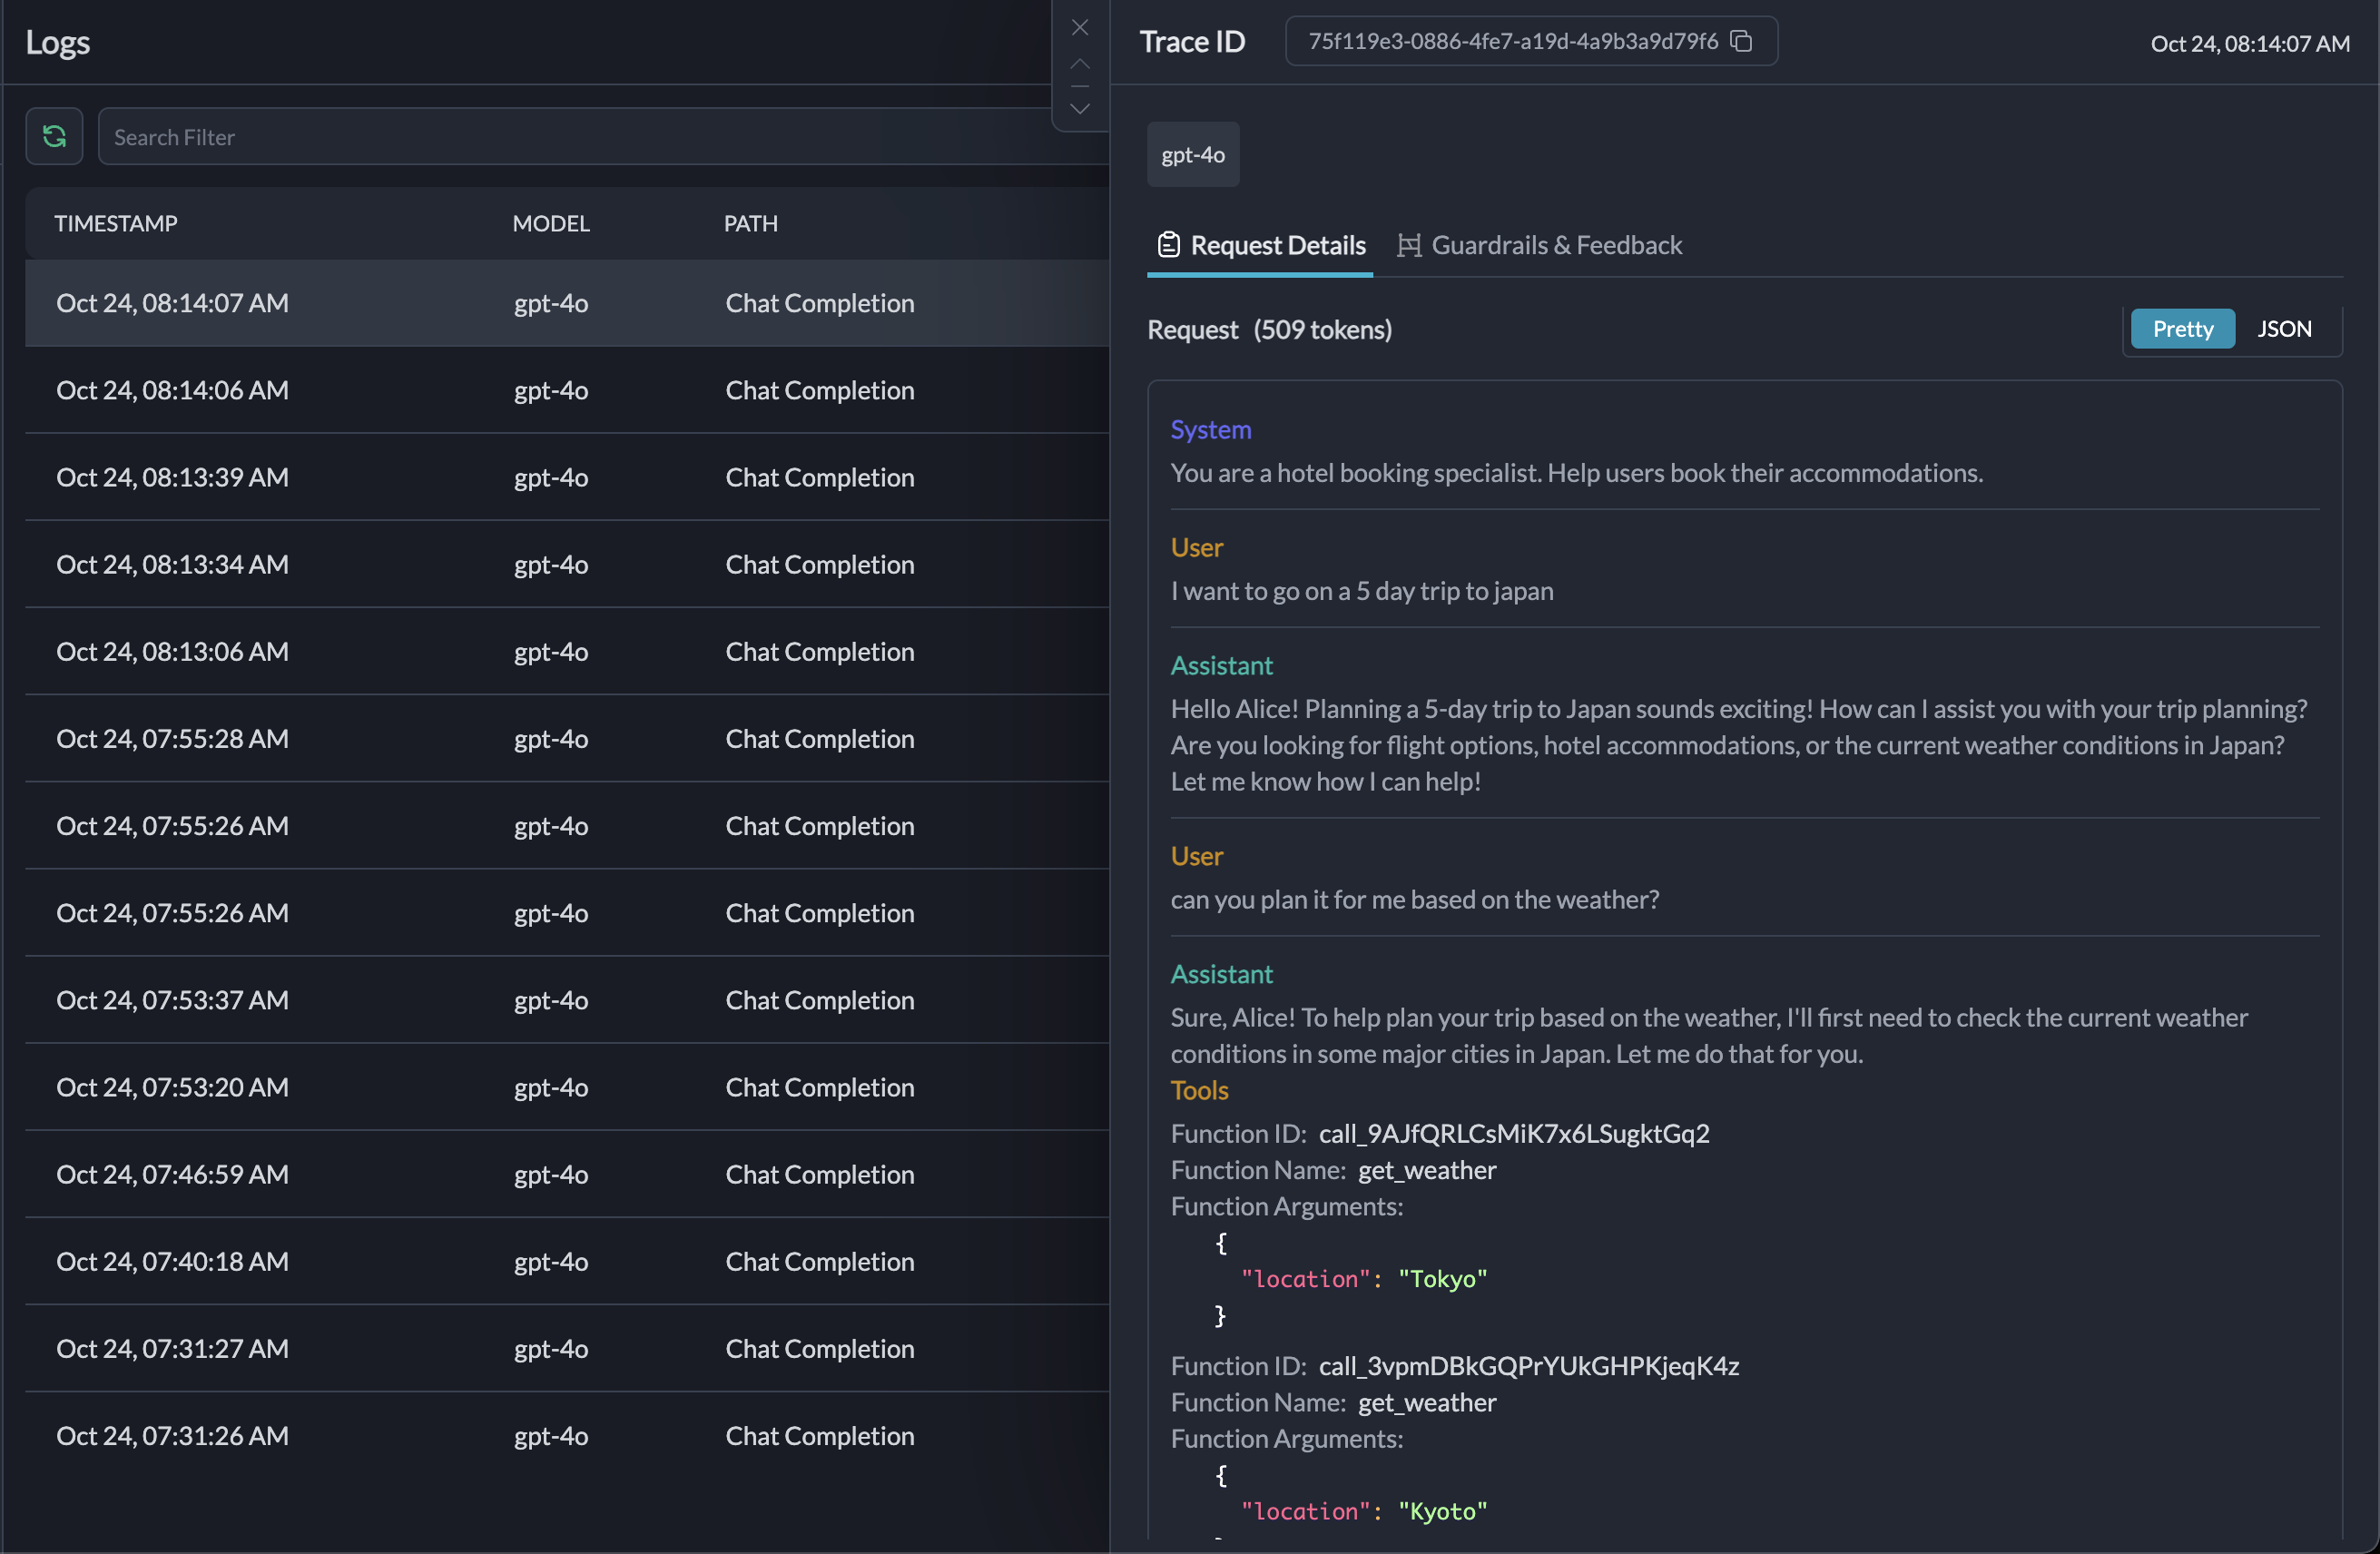 Logs
Search Filter
TIMESTAMP MODEL PATH
Oct 24, 08:14:07 AM gpt-4o Chat Completion
Oct 24, 08:14:06 AM gpt-4o Chat Completion
Oct 24, 08:13:39 AM gpt-4o Chat Completion
Oct 24, 08:13:34 AM gpt-4o Chat Completion
Oct 24, 08:13:06 AM gpt-4o Chat Completion
Oct 24, 07:55:28 AM gpt-4o Chat Completion
Oct 24, 07:55:26 AM gpt-4o Chat Completion
Oct 24, 07:55:26 AM gpt-4o Chat Completion
Oct 24, 07:53:37 AM gpt-4o Chat Completion
Oct 24, 07:53:20 AM gpt-4o Chat Completion
Oct 24, 07:46:59 AM gpt-4o Chat Completion
Oct 24, 07:40:18 AM gpt-4o Chat Completion
Oct 24, 07:31:27 AM gpt-4o Chat Completion
Oct 24, 07:31:26 AM gpt-4o Chat Completion
Trace ID 75f119e3-0886-4fe7-a19d-4a9b3a9d79f6 Oct 24, 08:14:07 AM
gpt-4o
Request Details Guardrails & Feedback
Request (509 tokens) Pretty JSON
System
You are a hotel booking specialist. Help users book their accommodations.
User
I want to go on a 5 day trip to japan
Assistant
Hello Alice! Planning a 5-day trip to Japan sounds exciting! How can I assist you with your trip planning?
Are you looking for flight options, hotel accommodations, or the current weather conditions in Japan?
Let me know how I can help!
User
can you plan it for me based on the weather?
Assistant
Sure, Alice! To help plan your trip based on the weather, I'll first need to check the current weather
conditions in some major cities in Japan. Let me do that for you.
Tools
Function ID: call_9AJfQRLCsMiK7x6LSugktGq2
Function Name: get_weather
Function Arguments:
{
"location": "Tokyo"
}
Function ID: call_3vpmDBkGQPrYUkGHPKjeqK4z
Function Name: get_weather
Function Arguments:
{
"location": "Kyoto"